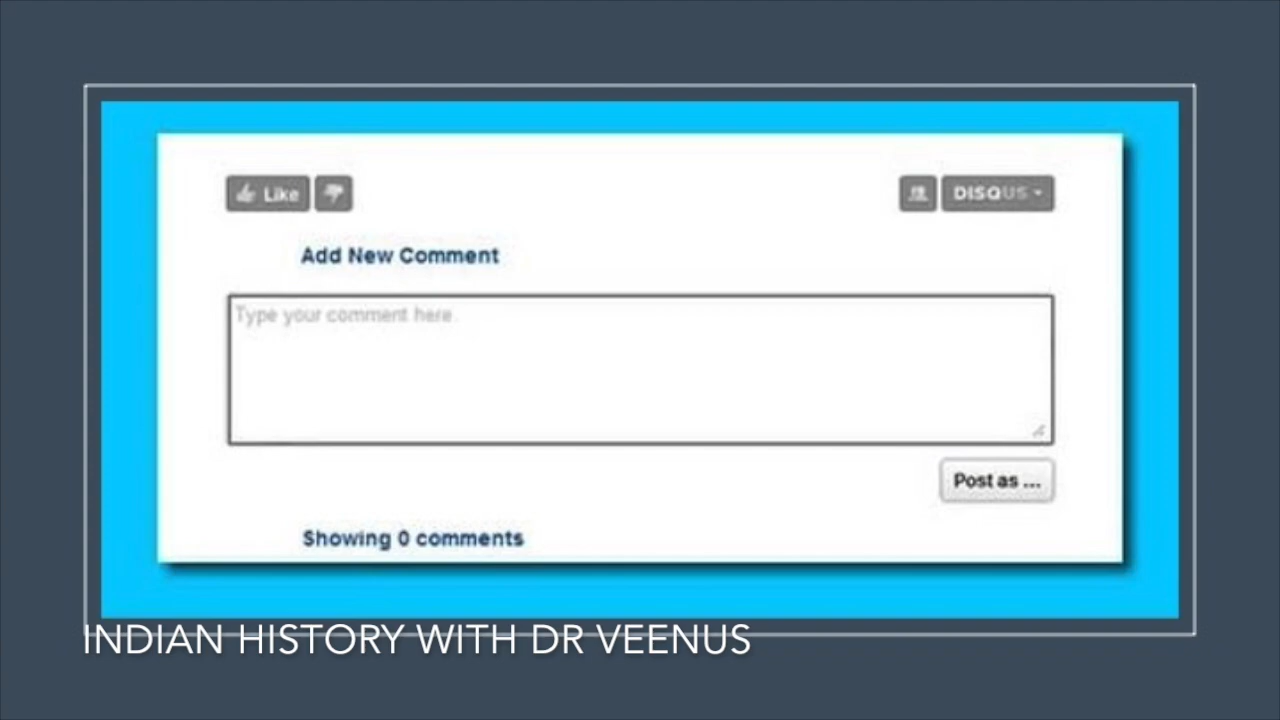 Like
DISQUS
Add New Comment
Type your comment here.
Post as ...
Showing 0 comments
INDIAN HISTORY WITH DR VEENUS